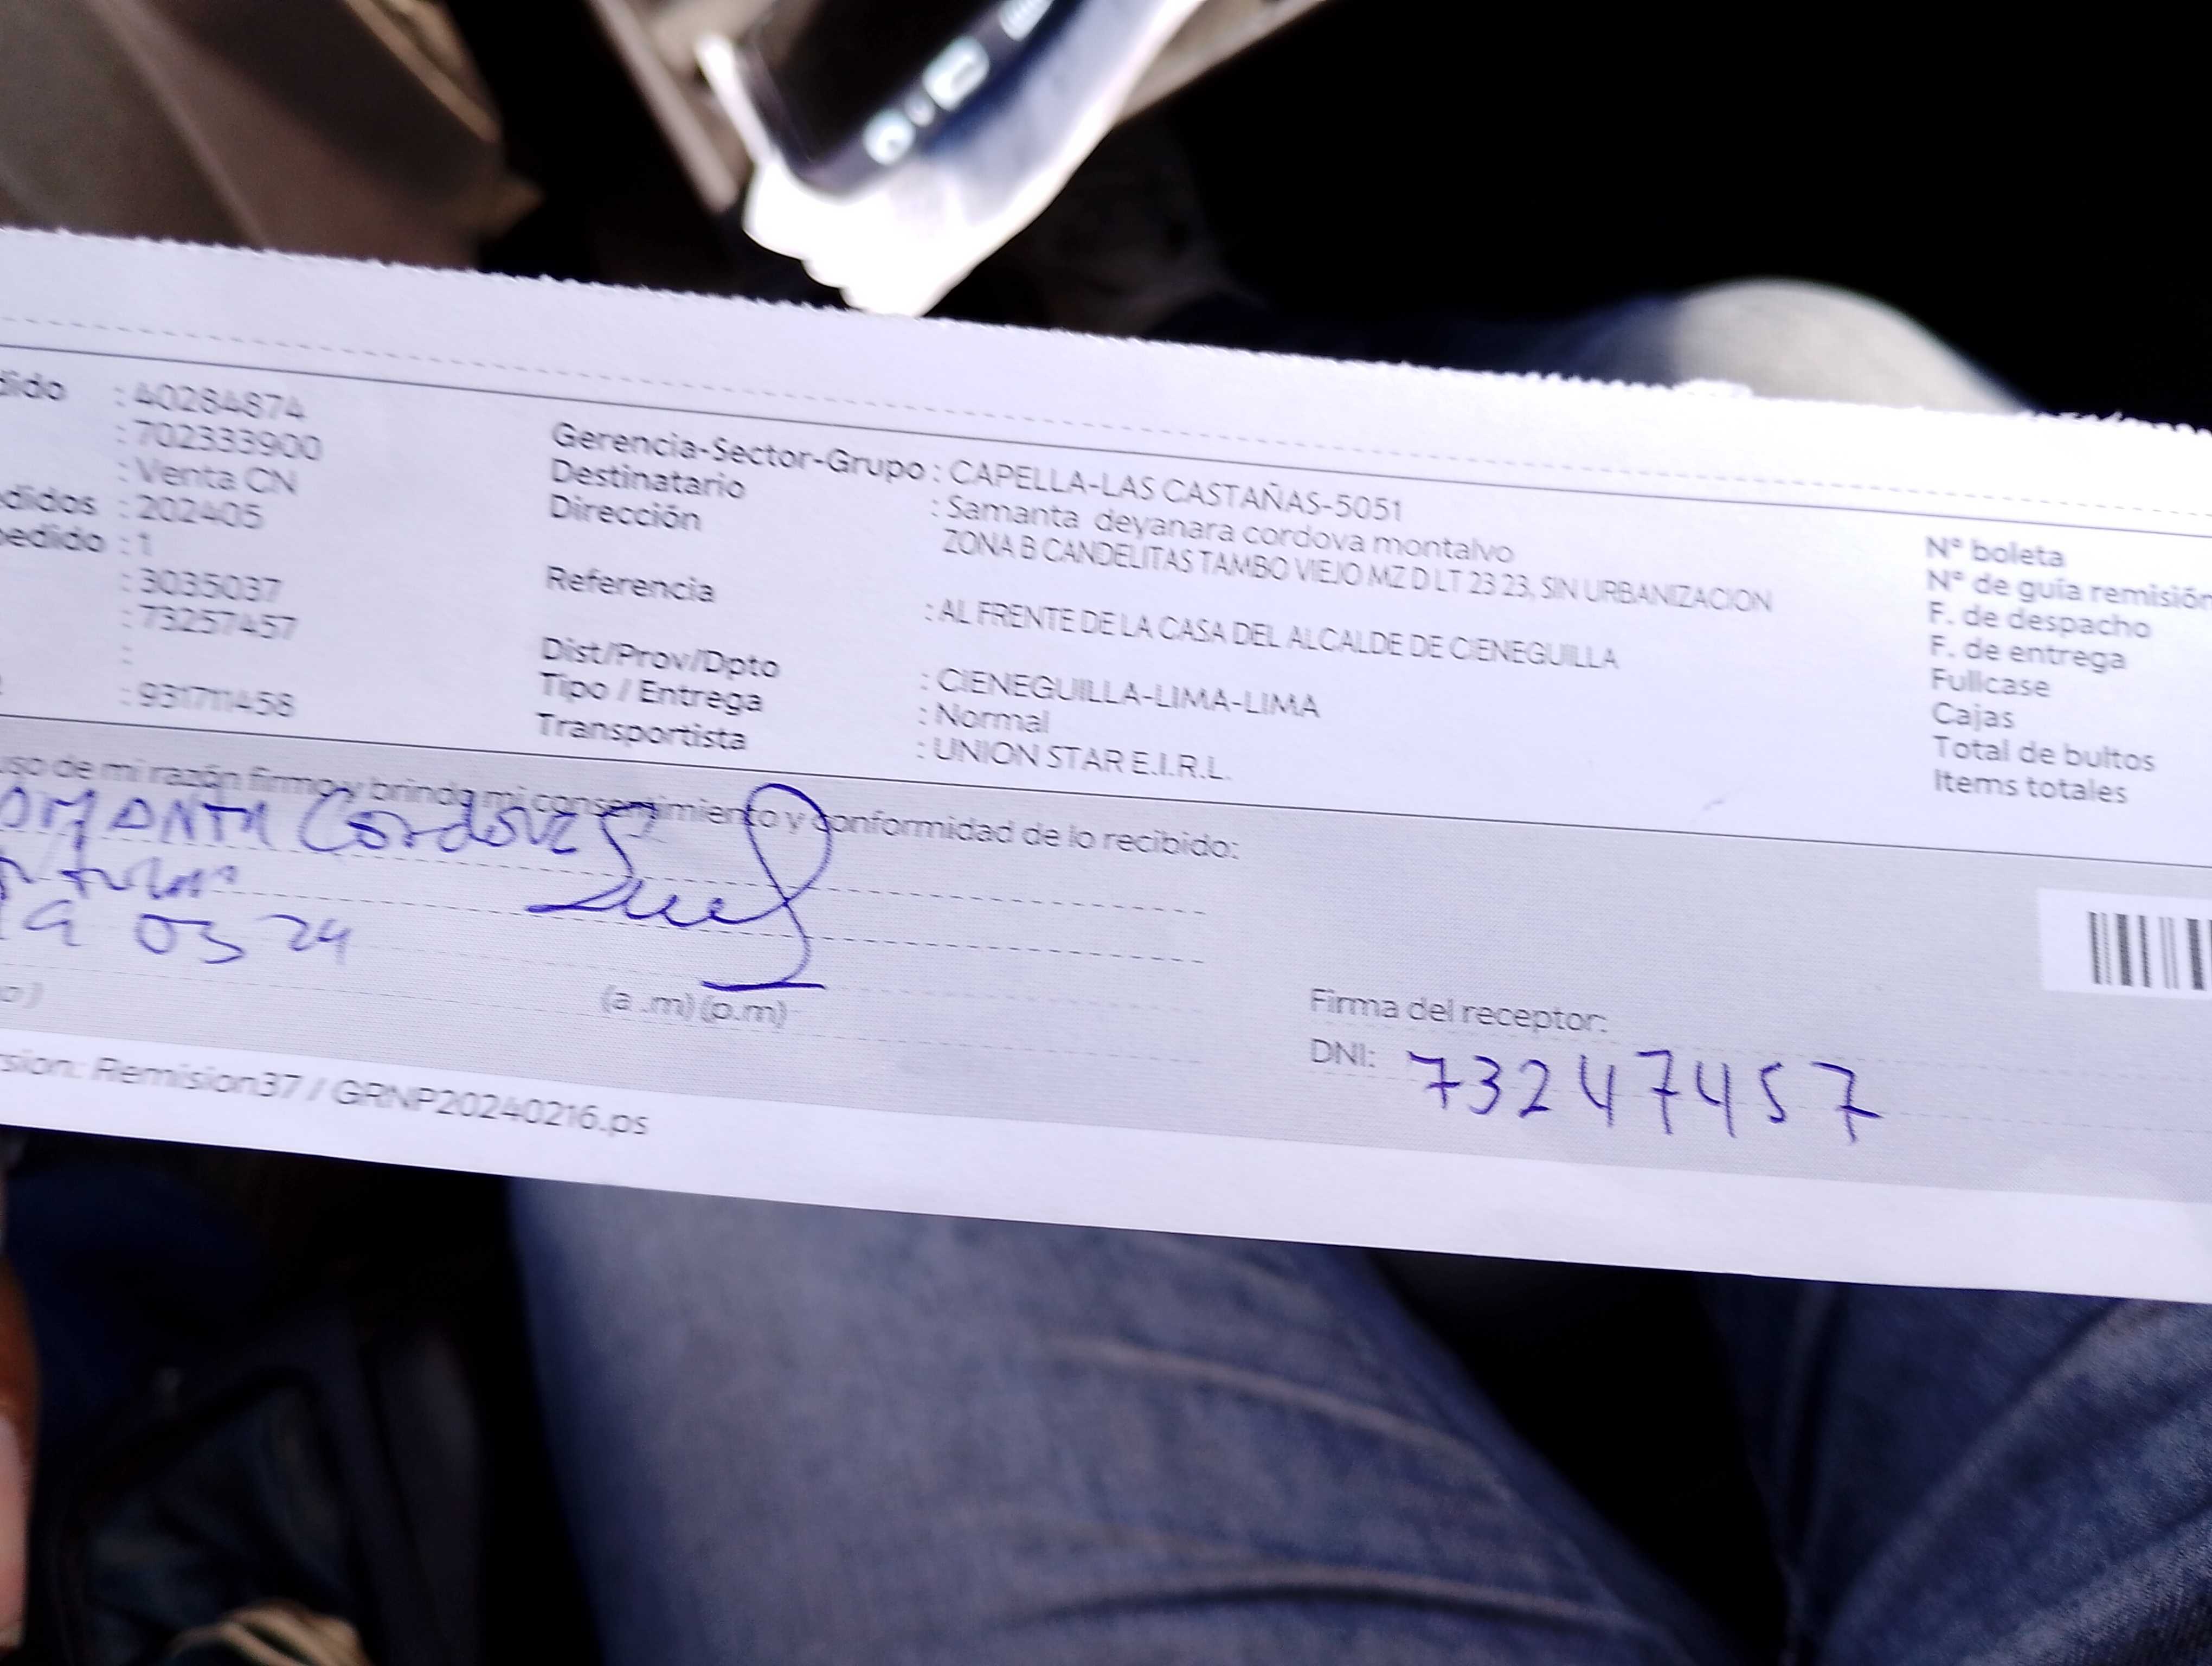 dido : 40284874
: 702333900
: Venta CN
didos : 202405
pedido : 1
: 3035037
: 73257457
:
: 931711458
Gerencia-Sector-Grupo : CAPELLA-LAS CASTAÑAS-5051
Destinatario : Samanta deyanara cordova montalvo
Dirección ZONA B CANDELITAS TAMBO VIEJO MZ D LT 23 23, SIN URBANIZACION
Referencia : AL FRENTE DE LA CASA DEL ALCALDE DE CIENEGUILLA
Dist/Prov/Dpto : CIENEGUILLA-LIMA-LIMA
Tipo / Entrega : Normal
Transportista : UNION STAR E.I.R.L.
N° boleta
N° de guía remisión
F. de despacho
F. de entrega
Fullcase
Cajas
Total de bultos
Items totales
uso de mi razón firmo y brindo mi consentimiento y conformidad de lo recibido:
Cordova
03 24
(a .m) (p.m)
Firma del receptor:
DNI: 73247457
rsion: Remision37 / GRNP20240216.ps